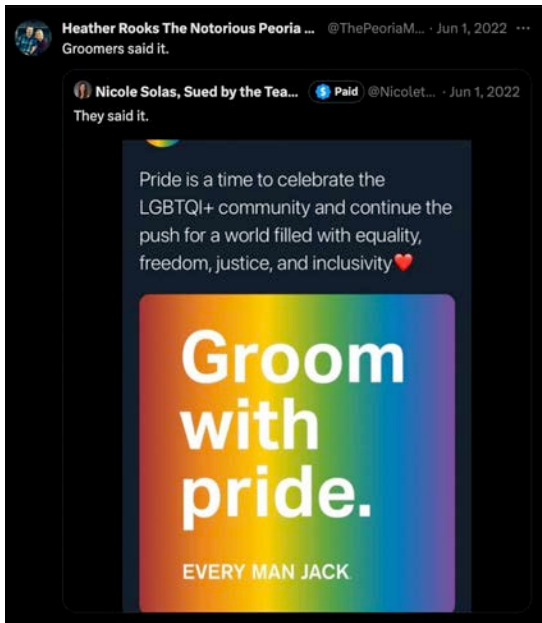 Heather Rooks The Notorious Peoria ... @ThePeoriaM... · Jun 1, 2022 ...
Groomers said it.
Nicole Solas, Sued by the Tea... Paid @Nicolet... · Jun 1, 2022
They said it.
Pride is a time to celebrate the
LGBTQI+ community and continue the
push for a world filled with equality,
freedom, justice, and inclusivity❤️
Groom
with
pride.
EVERY MAN JACK.